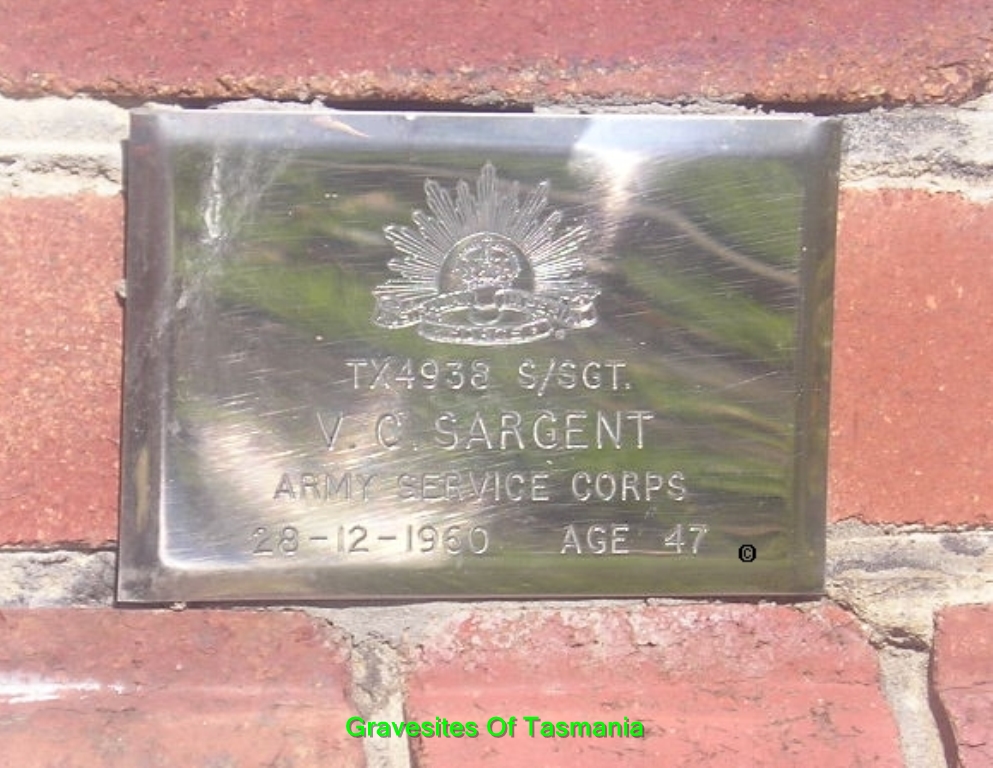 TX4938 S/SGT.
V. C. SARGENT
ARMY SERVICE CORPS
28-12-1960 AGE 47
©
Gravesites Of Tasmania